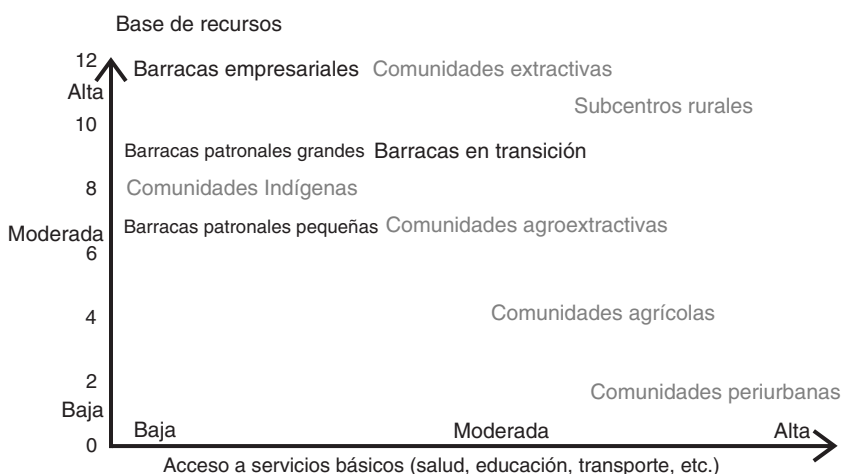 Base de recursos
12
Barracas empresariales Comunidades extractivas
Alta
Subcentros rurales
10
Barracas patronales grandes Barracas en transición
8
Comunidades Indígenas
Barracas patronales pequeñas Comunidades agroextractivas
Moderada
6
4
Comunidades agrícolas
2
Comunidades periurbanas
Baja
Baja Moderada Alta
0
Acceso a servicios básicos (salud, educación, transporte, etc.)